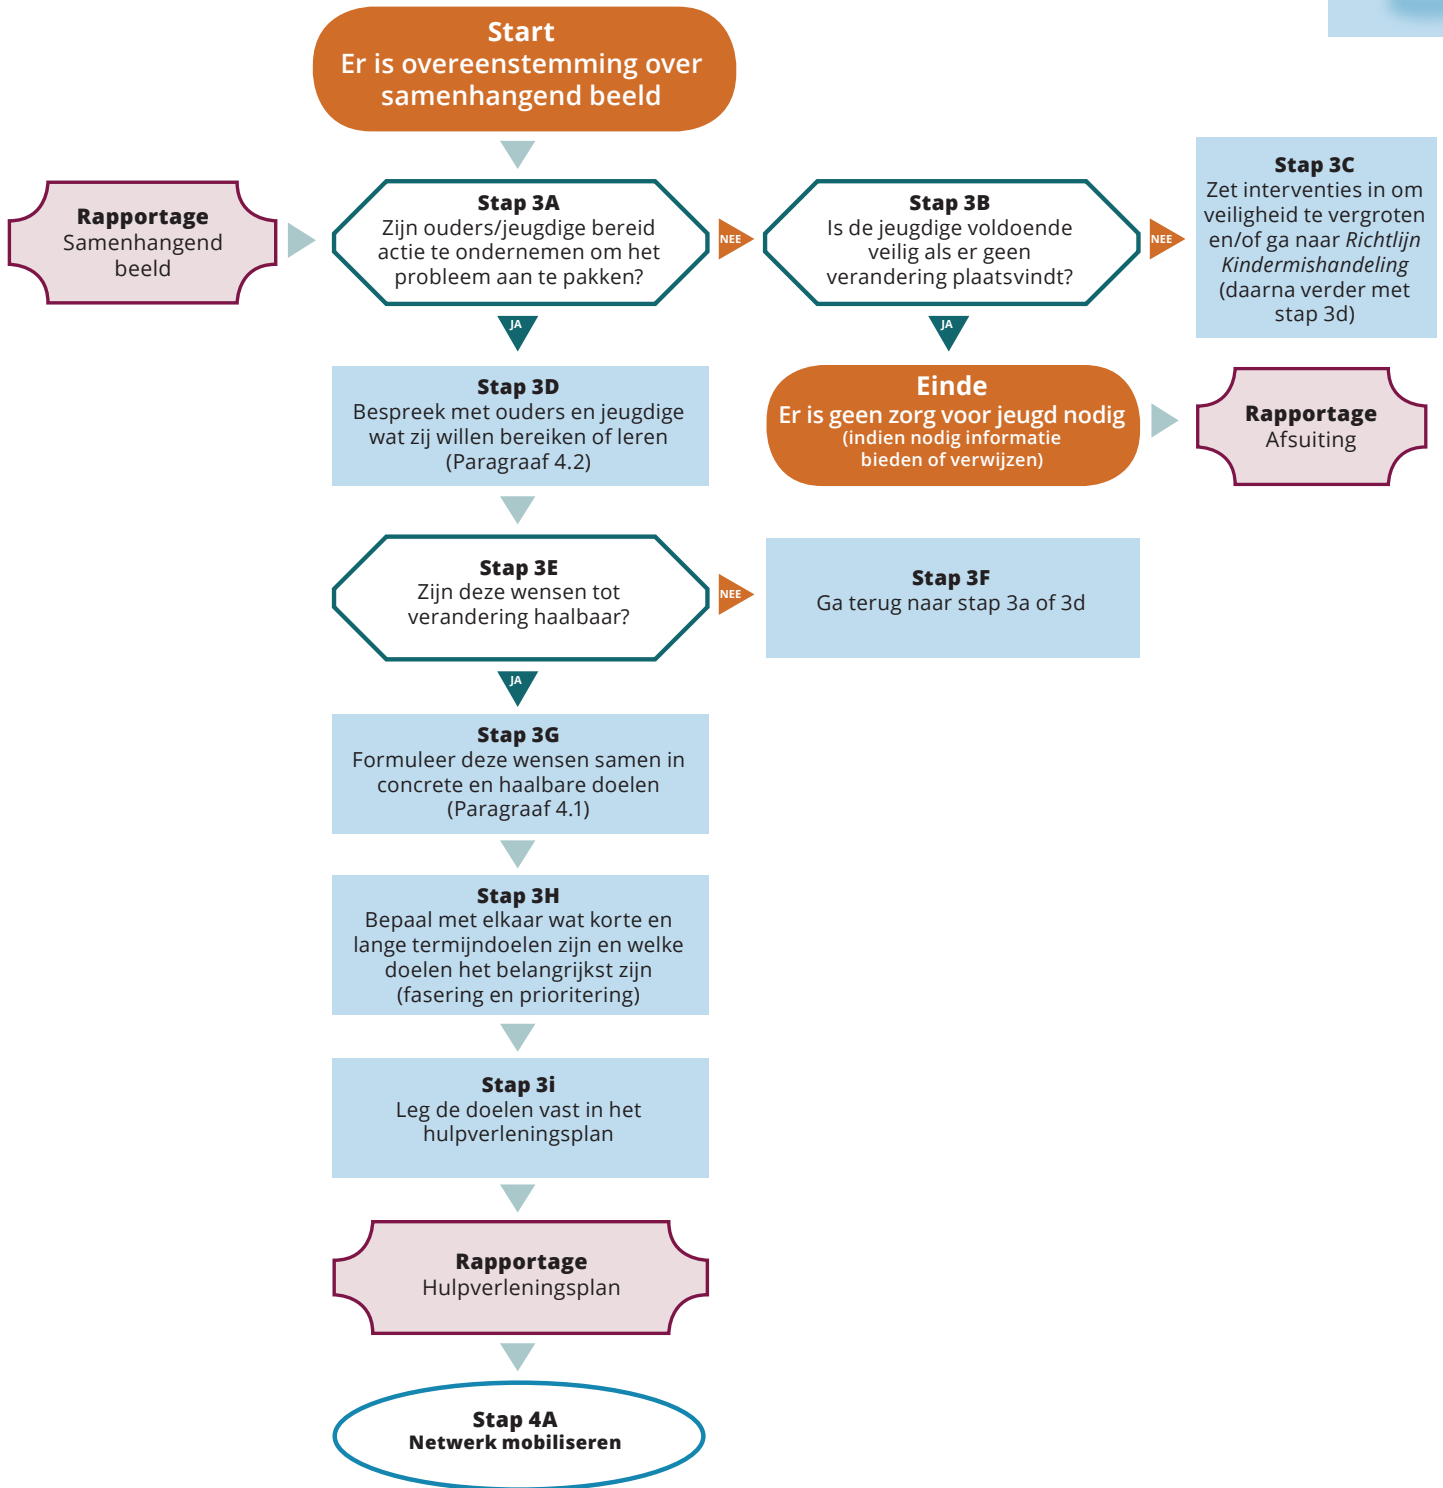 Start
Er is overeenstemming over
samenhangend beeld
Rapportage
Samenhangend
beeld
Stap 3A
Zijn ouders/jeugdige bereid
actie te ondernemen om het
probleem aan te pakken?
NEE
Stap 3B
Is de jeugdige voldoende
veilig als er geen
verandering plaatsvindt?
NEE
Stap 3C
Zet interventies in om
veiligheid te vergroten
en/of ga naar Richtlijn
Kindermishandeling
(daarna verder met
stap 3d)
JA
JA
Stap 3D
Bespreek met ouders en jeugdige
wat zij willen bereiken of leren
(Paragraaf 4.2)
Einde
Er is geen zorg voor jeugd nodig
(indien nodig informatie
bieden of verwijzen)
Rapportage
Afsuiting
Stap 3E
Zijn deze wensen tot
verandering haalbaar?
NEE
Stap 3F
Ga terug naar stap 3a of 3d
JA
Stap 3G
Formuleer deze wensen samen in
concrete en haalbare doelen
(Paragraaf 4.1)
Stap 3H
Bepaal met elkaar wat korte en
lange termijndoelen zijn en welke
doelen het belangrijkst zijn
(fasering en prioritering)
Stap 3i
Leg de doelen vast in het
hulpverleningsplan
Rapportage
Hulpverleningsplan
Stap 4A
Netwerk mobiliseren